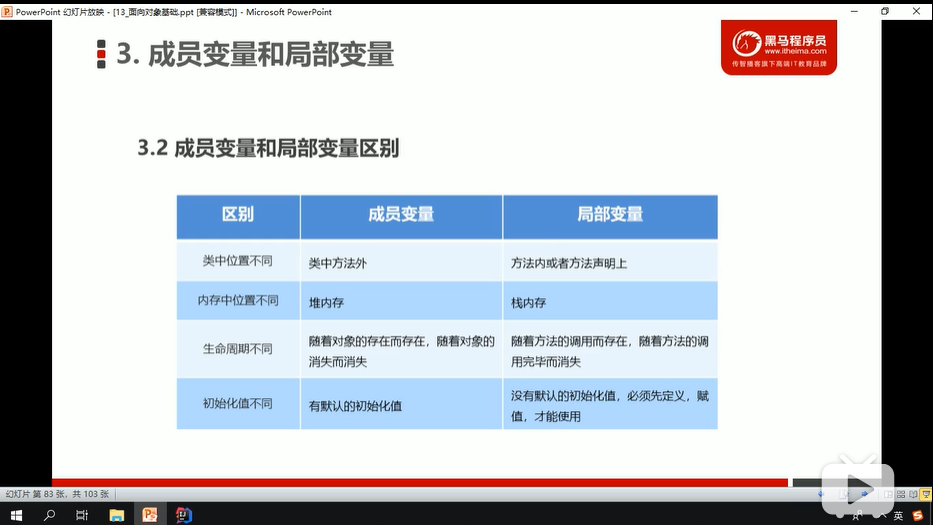 PowerPoint 幻灯片放映 - [13_面向对象基础.ppt [兼容模式]] - Microsoft PowerPoint
3. 成员变量和局部变量
黑马程序员
www.itheima.com
传智播客旗下高端IT教育品牌
3.2 成员变量和局部变量区别
区别 成员变量 局部变量
类中位置不同 类中方法外 方法内或者方法声明上
内存中位置不同 堆内存 栈内存
生命周期不同 随着对象的存在而存在，随着对象的 随着方法的调用而存在，随着方法的调
消失而消失 用完毕而消失
初始化值不同 有默认的初始化值 没有默认的初始化值，必须先定义，赋
值，才能使用
幻灯片 第 83 张，共 103 张
英